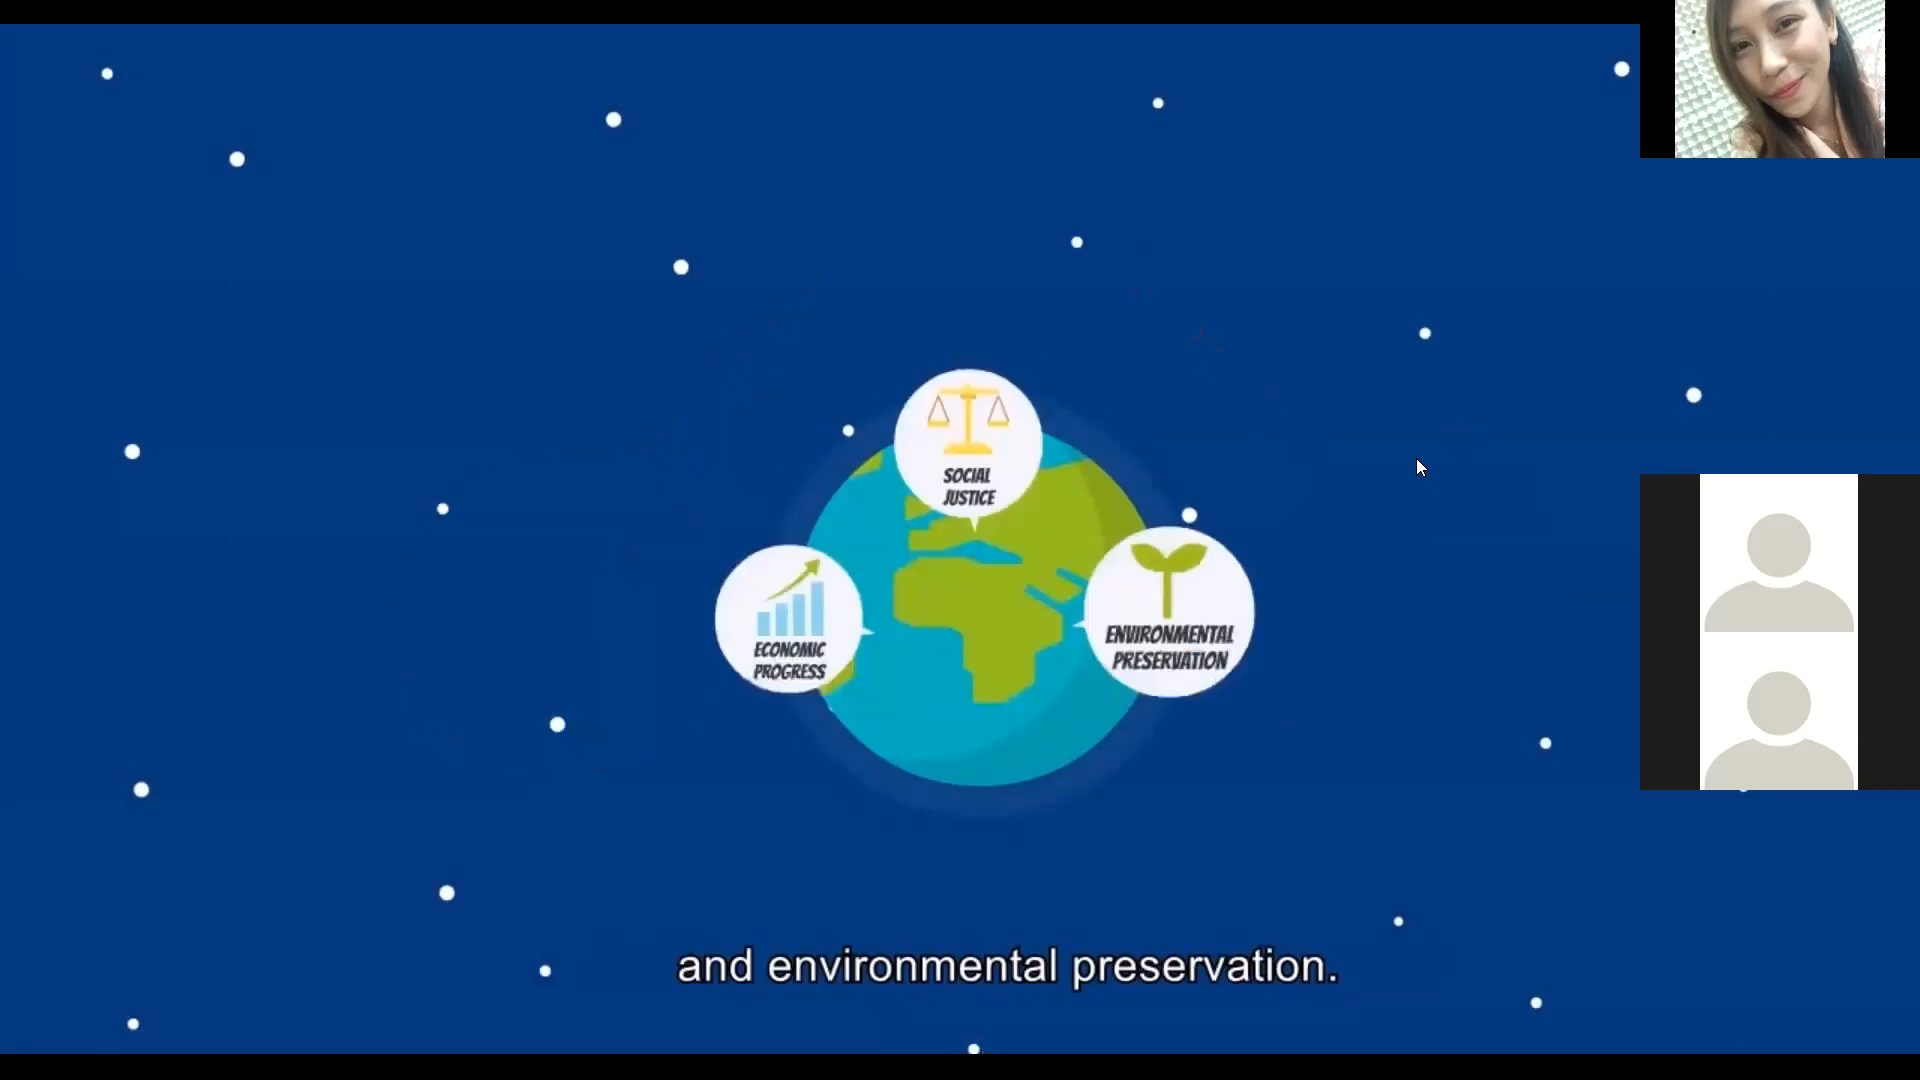 SOCIAL
JUSTICE
ECONOMIC
PROGRESS
ENVIRONMENTAL
PRESERVATION
and environmental preservation.